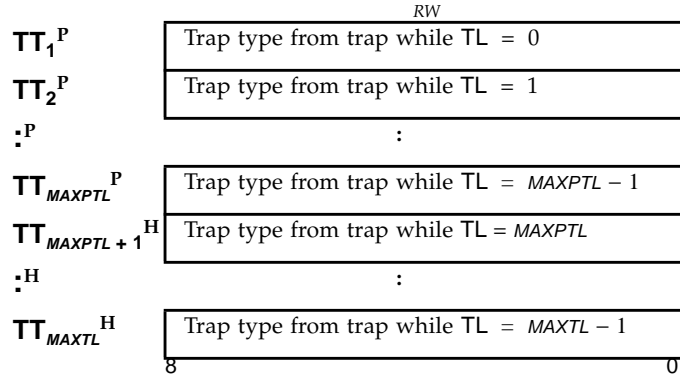 RW
TT1P Trap type from trap while TL = 0
TT2P Trap type from trap while TL = 1
:P :
TTMAXPTLP Trap type from trap while TL = MAXPTL − 1
TTMAXPTL + 1H Trap type from trap while TL = MAXPTL
:H :
TTMAXTLH Trap type from trap while TL = MAXTL − 1
8 0